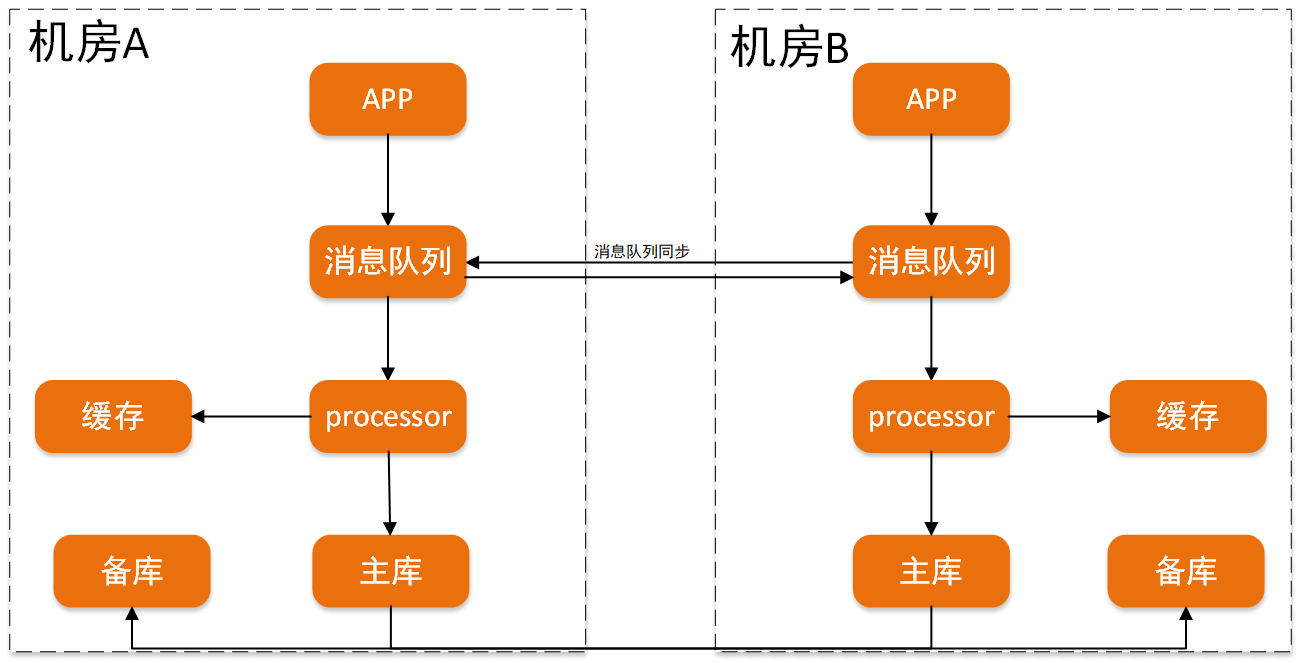 机房A
机房B
APP
APP
消息队列同步
消息队列
消息队列
缓存
processor
processor
缓存
备库
主库
主库
备库